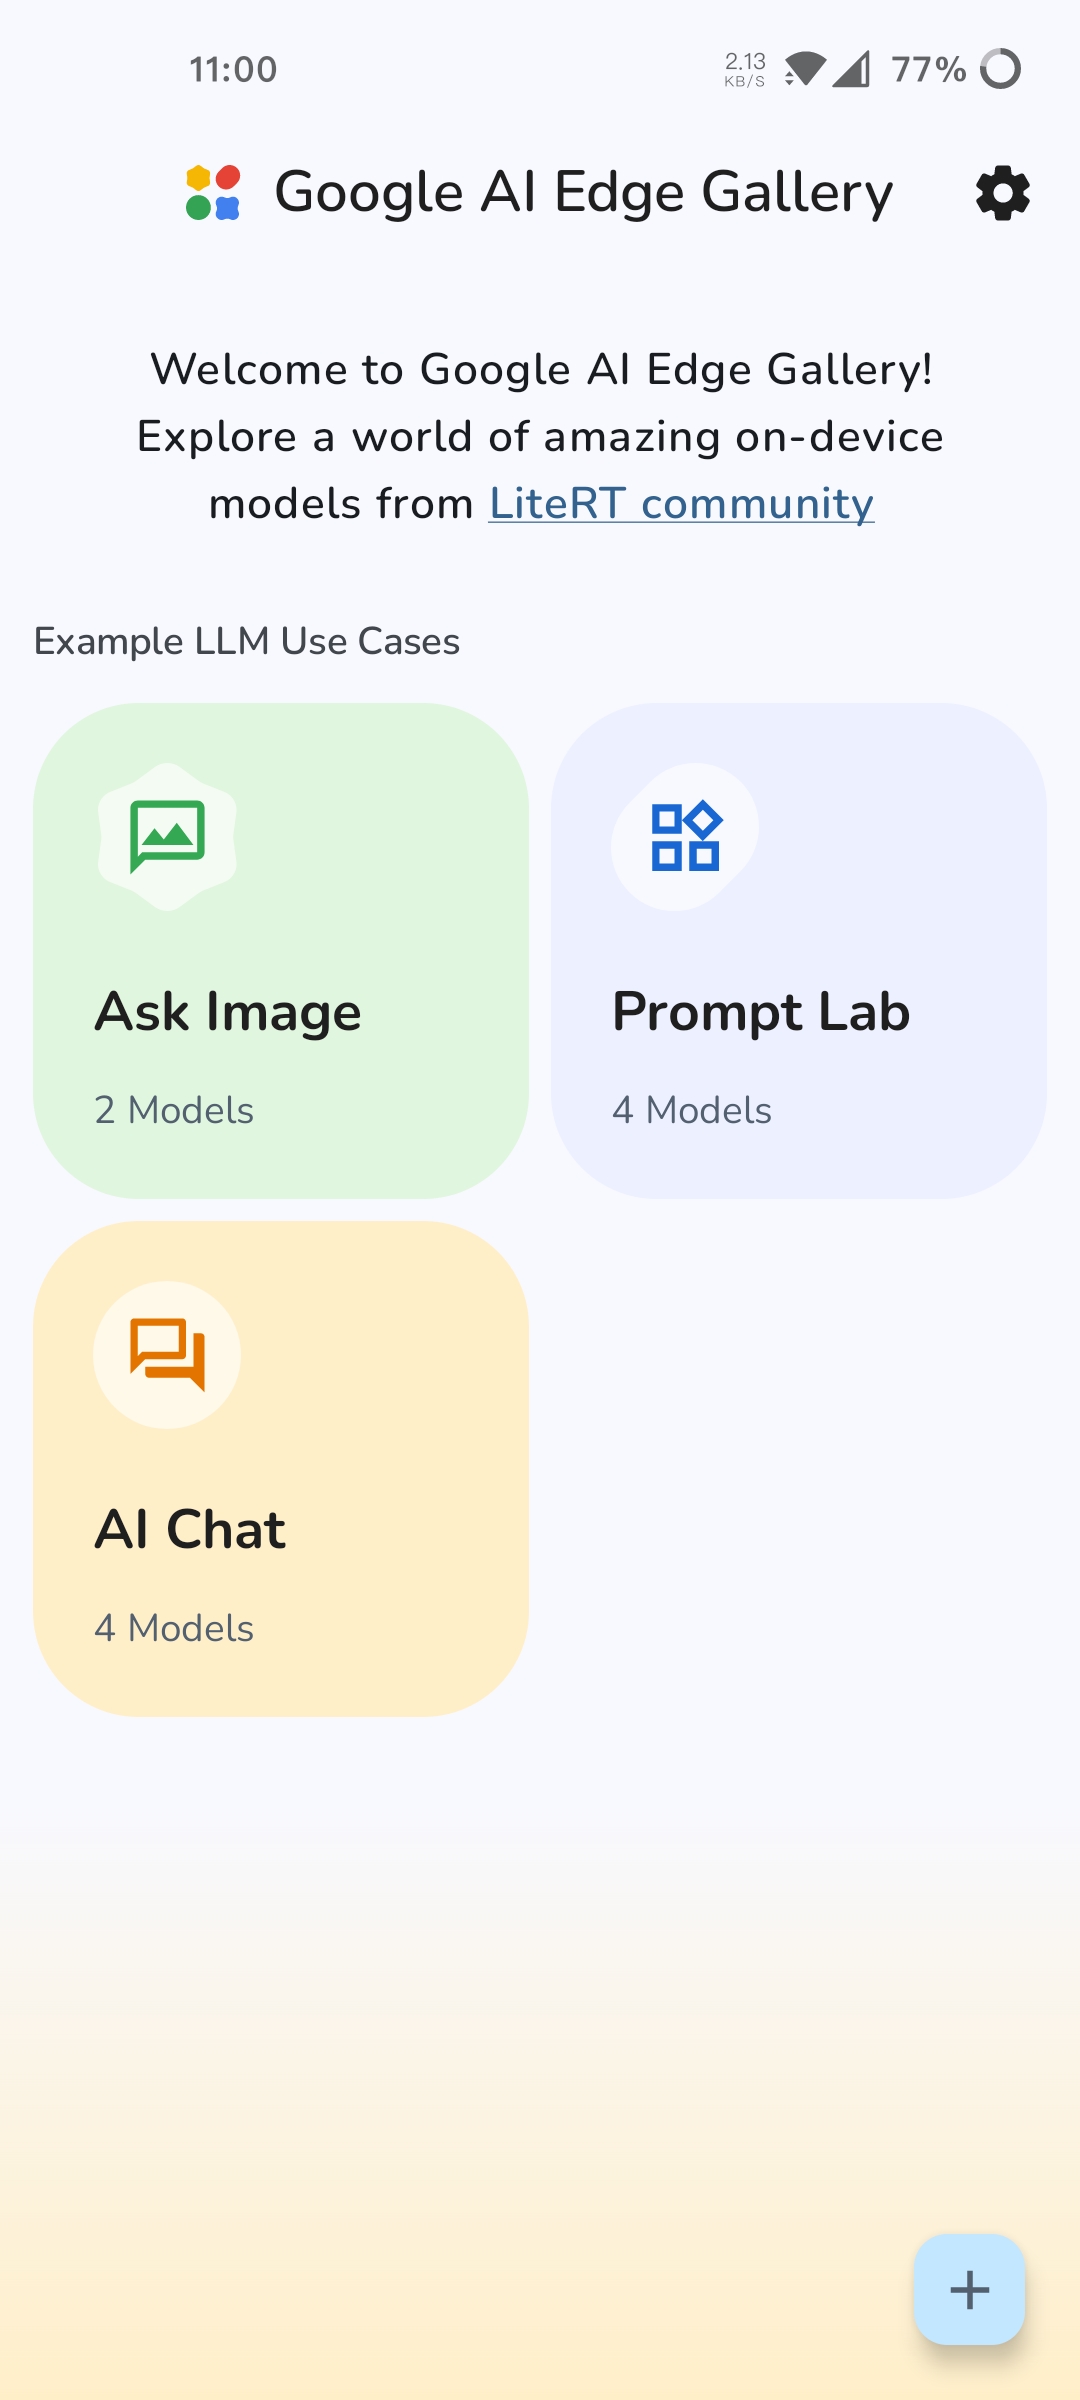 11:00
2.13
KB/S
77%
Google AI Edge Gallery
Welcome to Google AI Edge Gallery!
Explore a world of amazing on-device
models from LiteRT community
Example LLM Use Cases
Ask Image
2 Models
Prompt Lab
4 Models
AI Chat
4 Models